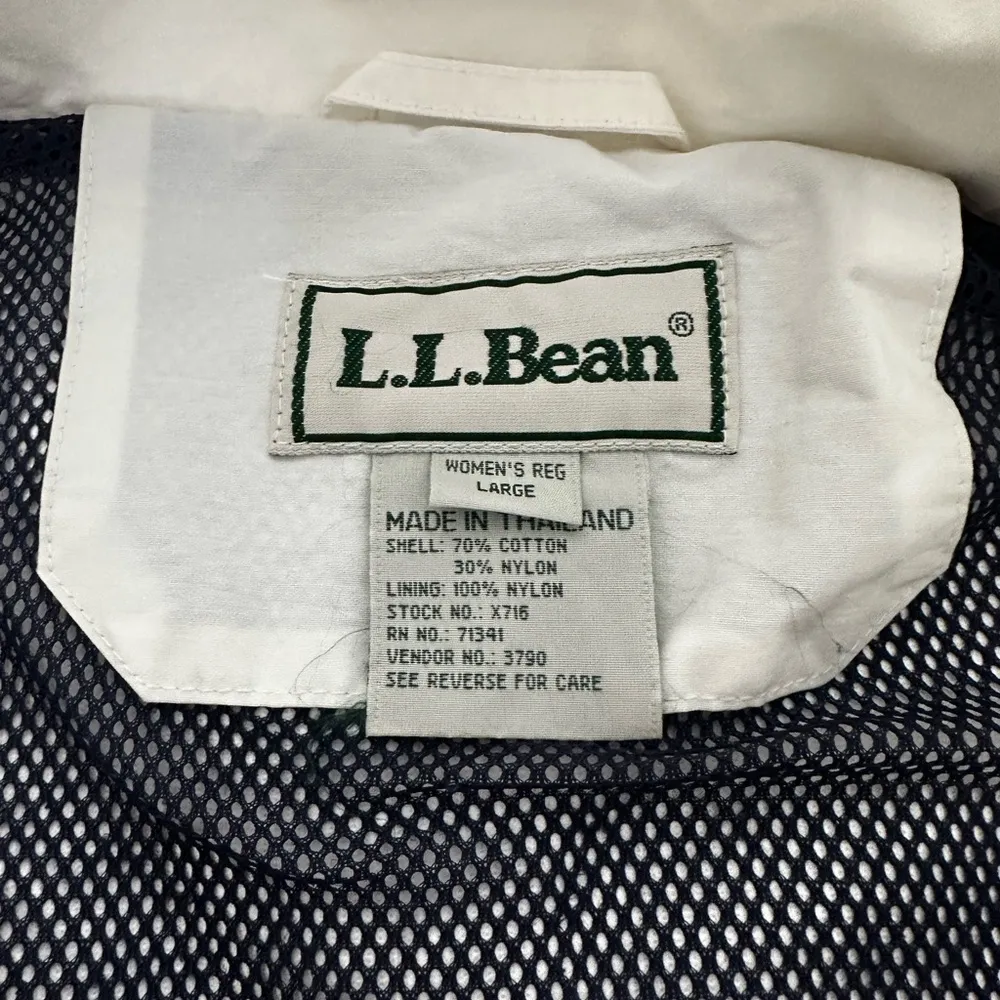 L.L.Bean®
WOMEN'S REG
LARGE
MADE IN THAILAND
SHELL: 70% COTTON
30% NYLON
LINING: 100% NYLON
STOCK NO.: X716
RN NO.: 71341
VENDOR NO.: 3790
SEE REVERSE FOR CARE